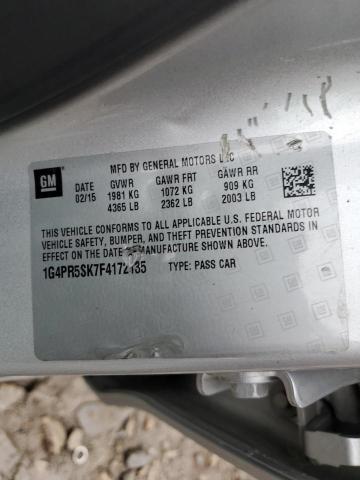 MFD BY GENERAL MOTORS LLC
GM DATE GVWR GAWR FRT GAWR RR
02/15 1981 KG 1072 KG 909 KG
4365 LB 2362 LB 2003 LB
THIS VEHICLE CONFORMS TO ALL APPLICABLE U.S. FEDERAL MOTOR
VEHICLE SAFETY, BUMPER, AND THEFT PREVENTION STANDARDS IN
EFFECT ON THE DATE OF MANUFACTURE SHOWN ABOVE.
1G4PR5SK7F4172135 TYPE: PASS CAR